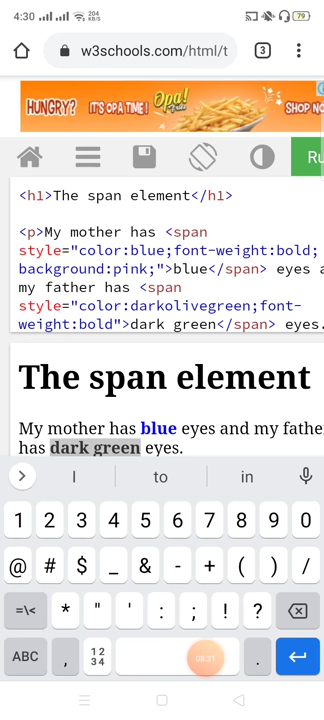 4:30 204 KB/S 79
w3schools.com/html/t 3
HUNGRY? IT'S OPA TIME! Opa! SHOP NO
Ru
<h1>The span element</h1>
<p>My mother has <span
style="color:blue;font-weight:bold;
background:pink;">blue</span> eyes a
my father has <span
style="color:darkolivegreen;font-
weight:bold">dark green</span> eyes.
The span element
My mother has blue eyes and my fathe
has dark green eyes.
> I to in
1 2 3 4 5 6 7 8 9 0
@ # $ _ & - + ( ) /
=\< * " ' : ; ! ?
ABC , 12 34 .